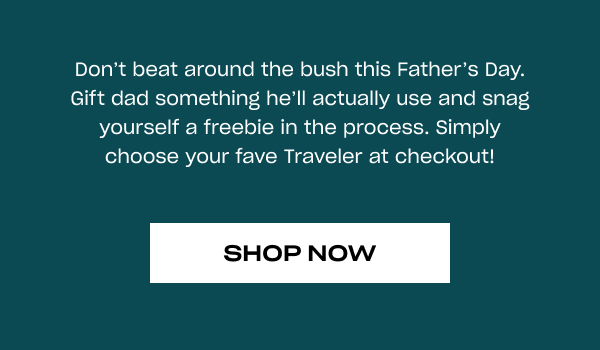 Don’t beat around the bush this Father’s Day.
Gift dad something he’ll actually use and snag
yourself a freebie in the process. Simply
choose your fave Traveler at checkout!
SHOP NOW